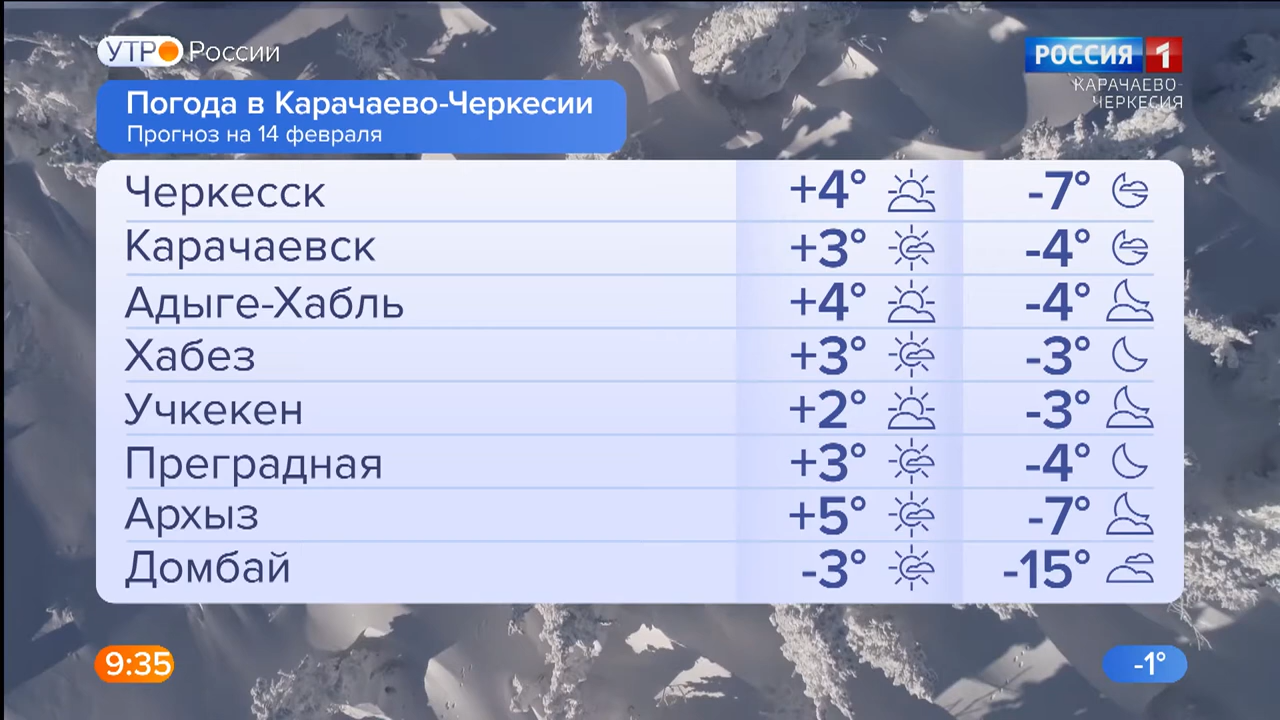 УТРО России
РОССИЯ 1
КАРАЧАЕВО-
ЧЕРКЕСИЯ
Погода в Карачаево-Черкесии
Прогноз на 14 февраля
Черкесск +4° -7°
Карачаевск +3° -4°
Адыге-Хабль +4° -4°
Хабез +3° -3°
Учкекен +2° -3°
Преградная +3° -4°
Архыз +5° -7°
Домбай -3° -15°
9:35 -1°